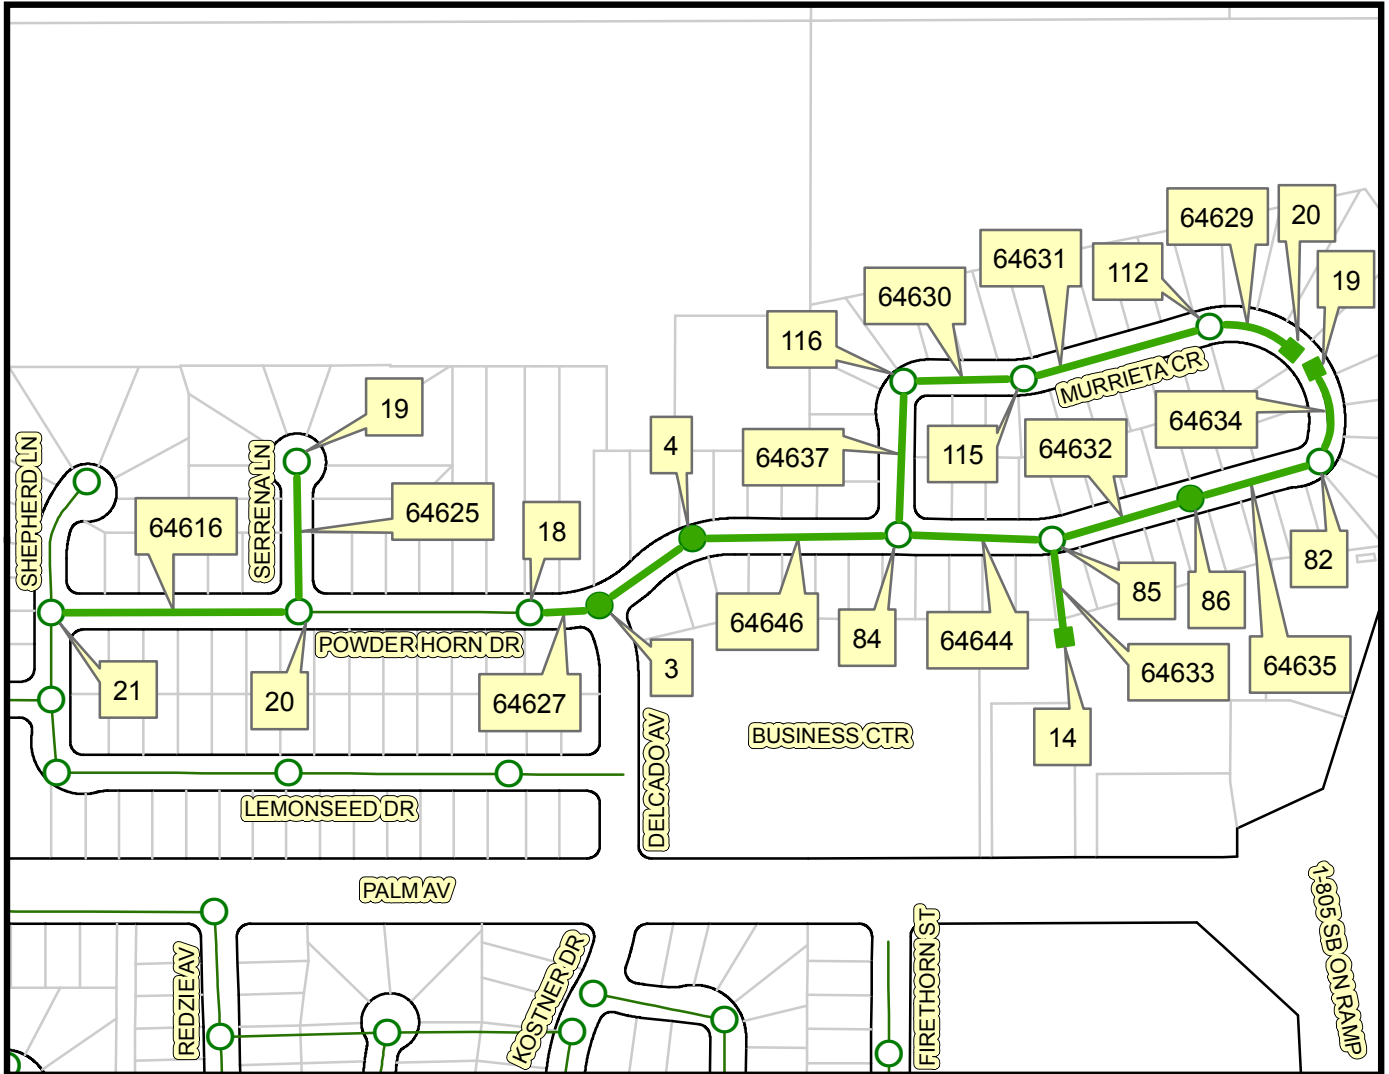 64629
20
64631
112
19
64630
116
MURRIETA CR
19
4
64634
64632
SHEPHERD LN
SERRENA LN
64637
115
64616
64625
18
82
85
86
64646
84
64644
POWDER HORN DR
3
64633
64635
21
20
64627
14
DELCADO AV
BUSINESS CTR
LEMONSEED DR
PALM AV
1-805 SB ON RAMP
REDZIE AV
KOSTNER DR
FIRETHORN ST